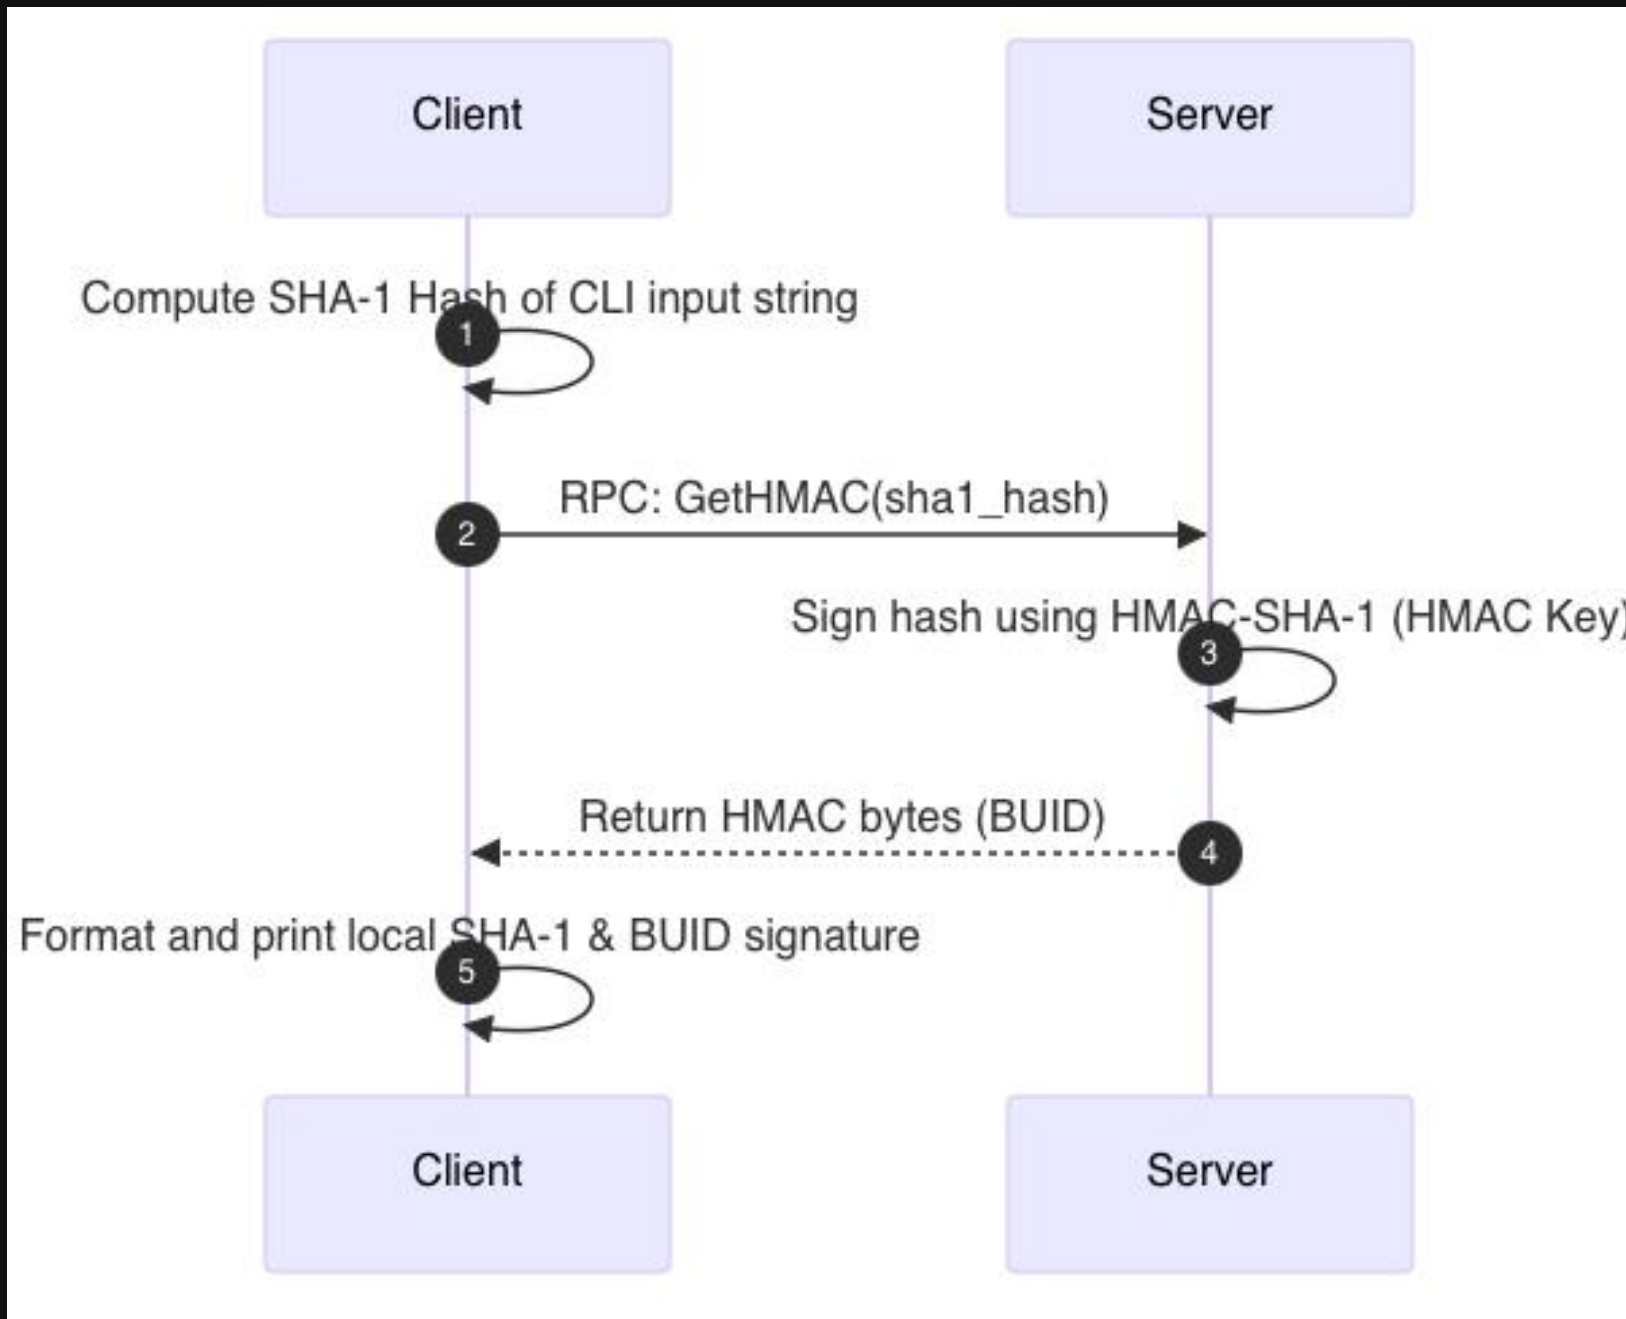 Client
Server
Compute SHA-1 Hash of CLI input string
1
RPC: GetHMAC(sha1_hash)
2
Sign hash using HMAC-SHA-1 (HMAC Key)
3
Return HMAC bytes (BUID)
4
Format and print local SHA-1 & BUID signature
5
Client
Server